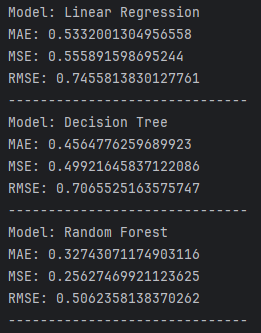 Model: Linear Regression
MAE: 0.5332001304956558
MSE: 0.555891598695244
RMSE: 0.7455813830127761
------------------------------
Model: Decision Tree
MAE: 0.4564776259689923
MSE: 0.49921645837122086
RMSE: 0.7065525163575747
------------------------------
Model: Random Forest
MAE: 0.32743071174903116
MSE: 0.25627469921123625
RMSE: 0.5062358138370262
------------------------------